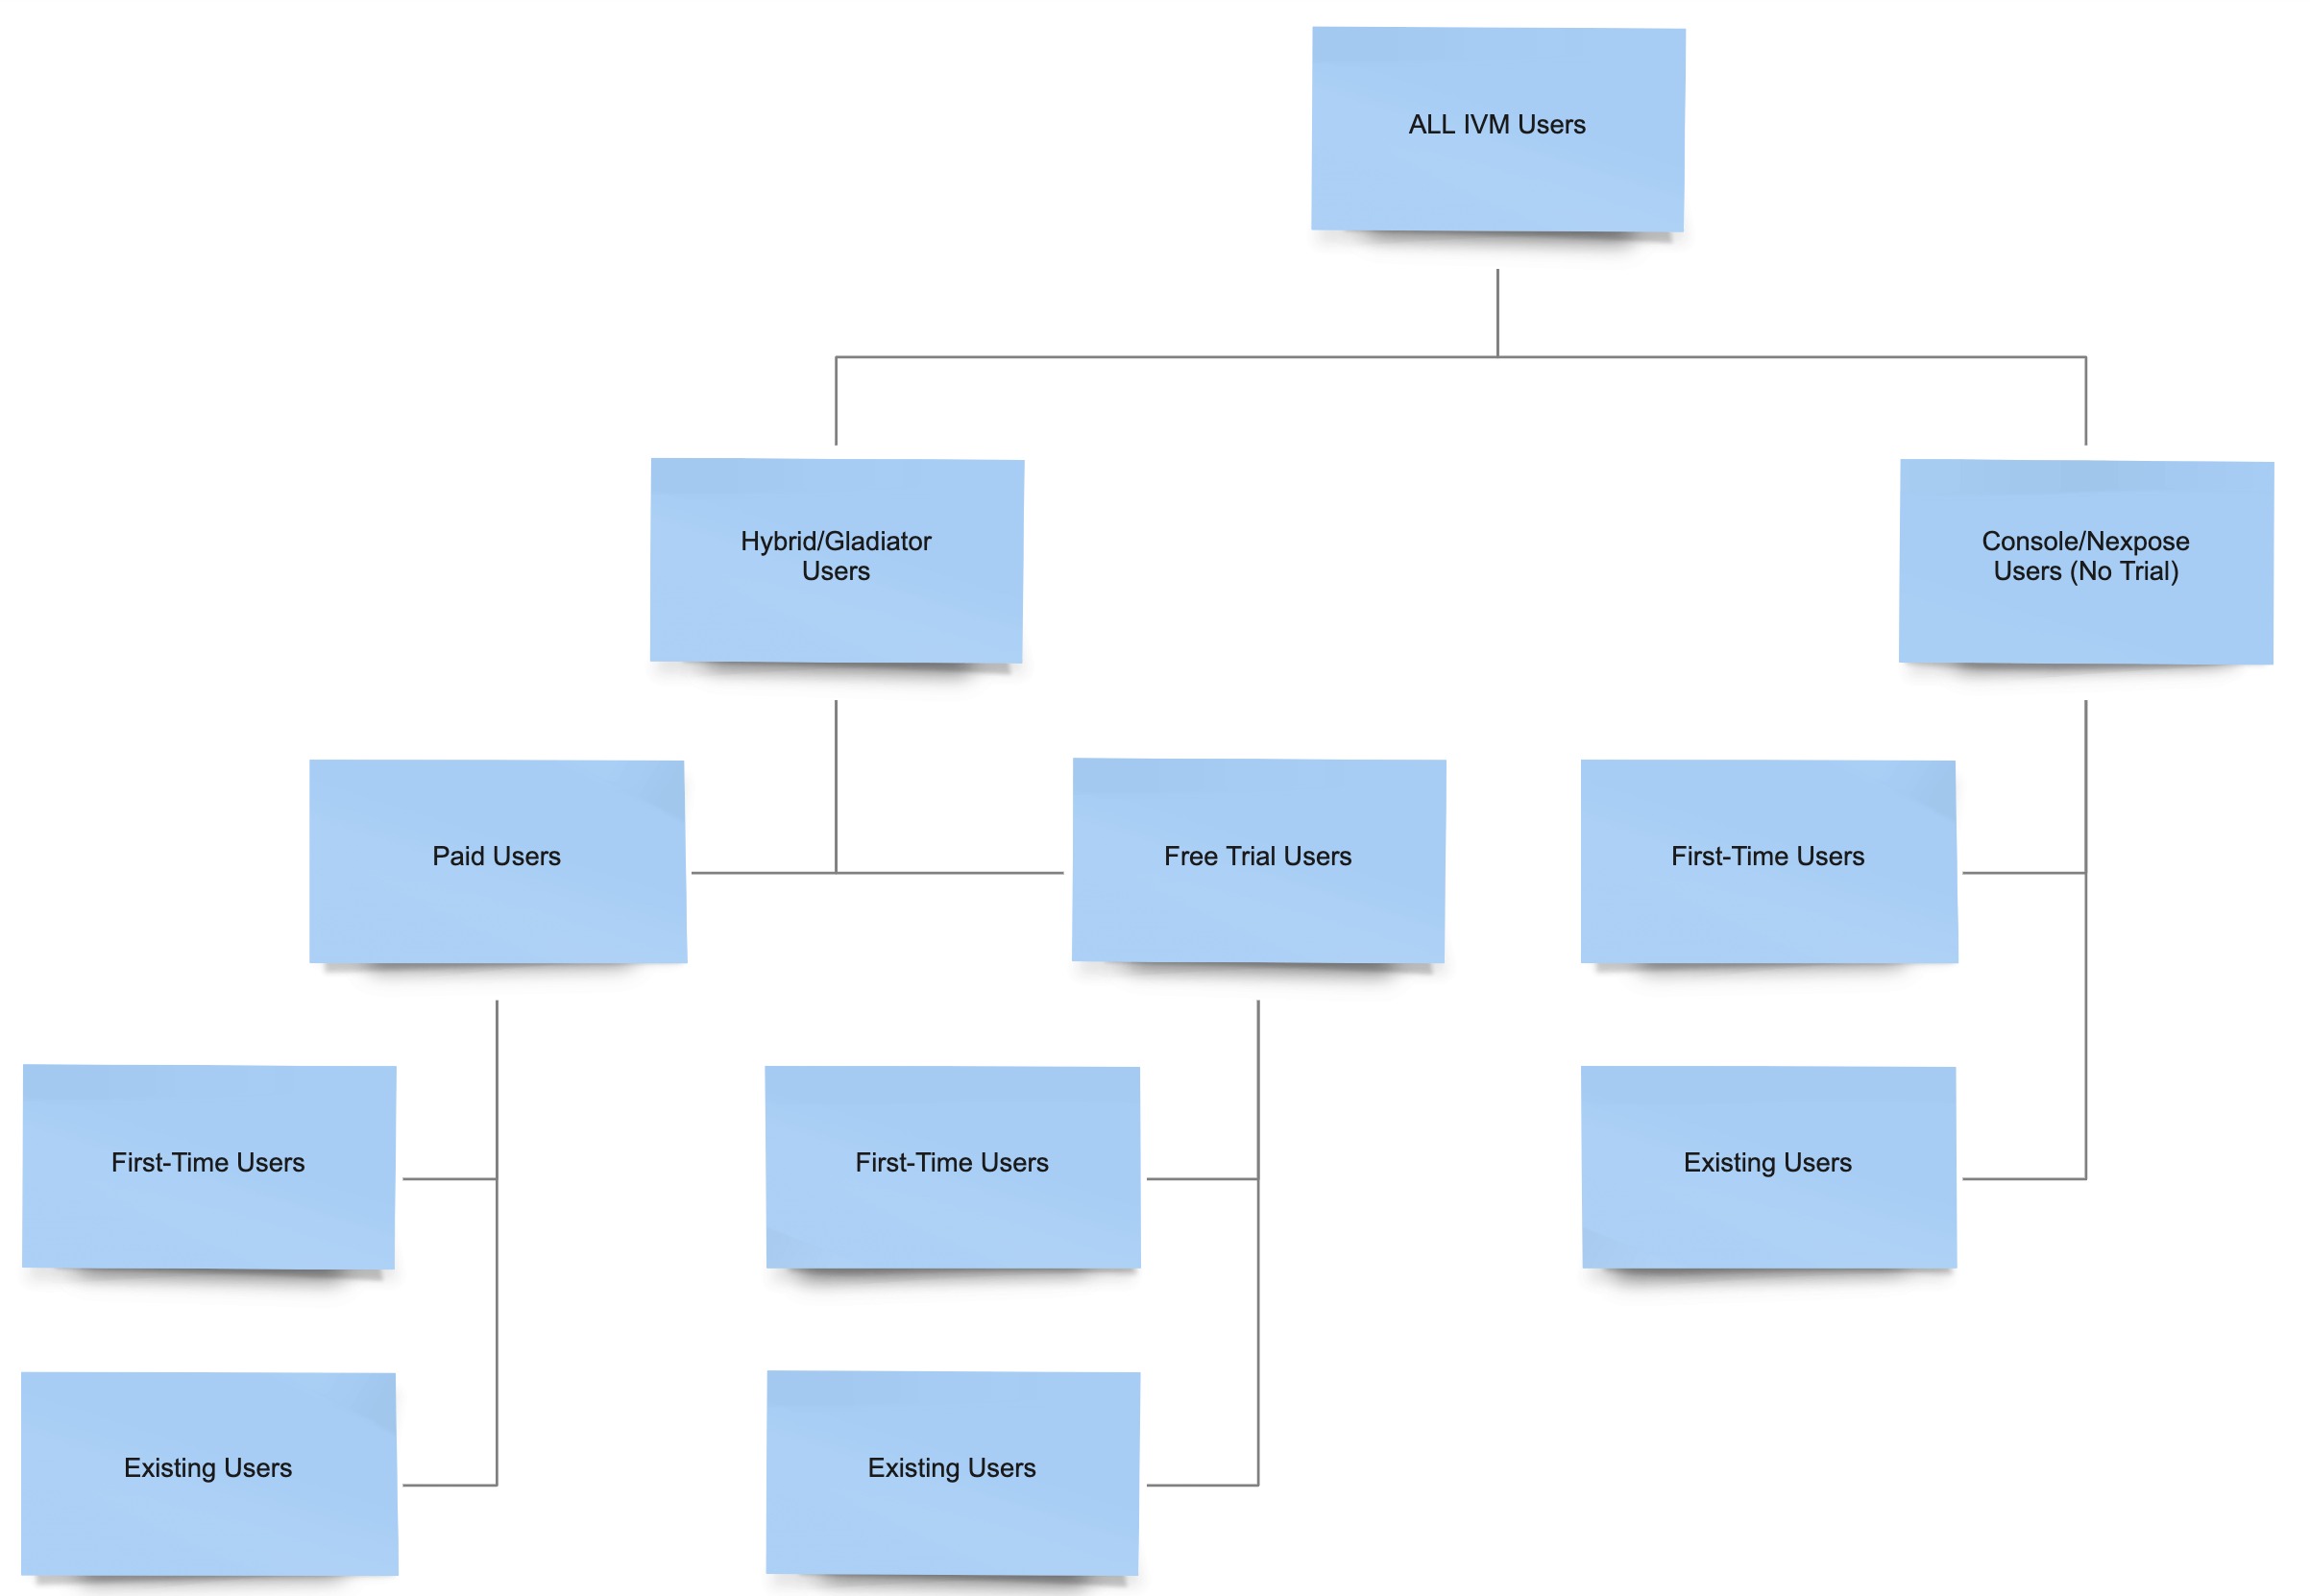 ALL IVM Users
Hybrid/Gladiator
Users
Console/Nexpose
Users (No Trial)
Paid Users
Free Trial Users
First-Time Users
First-Time Users
First-Time Users
Existing Users
Existing Users
Existing Users